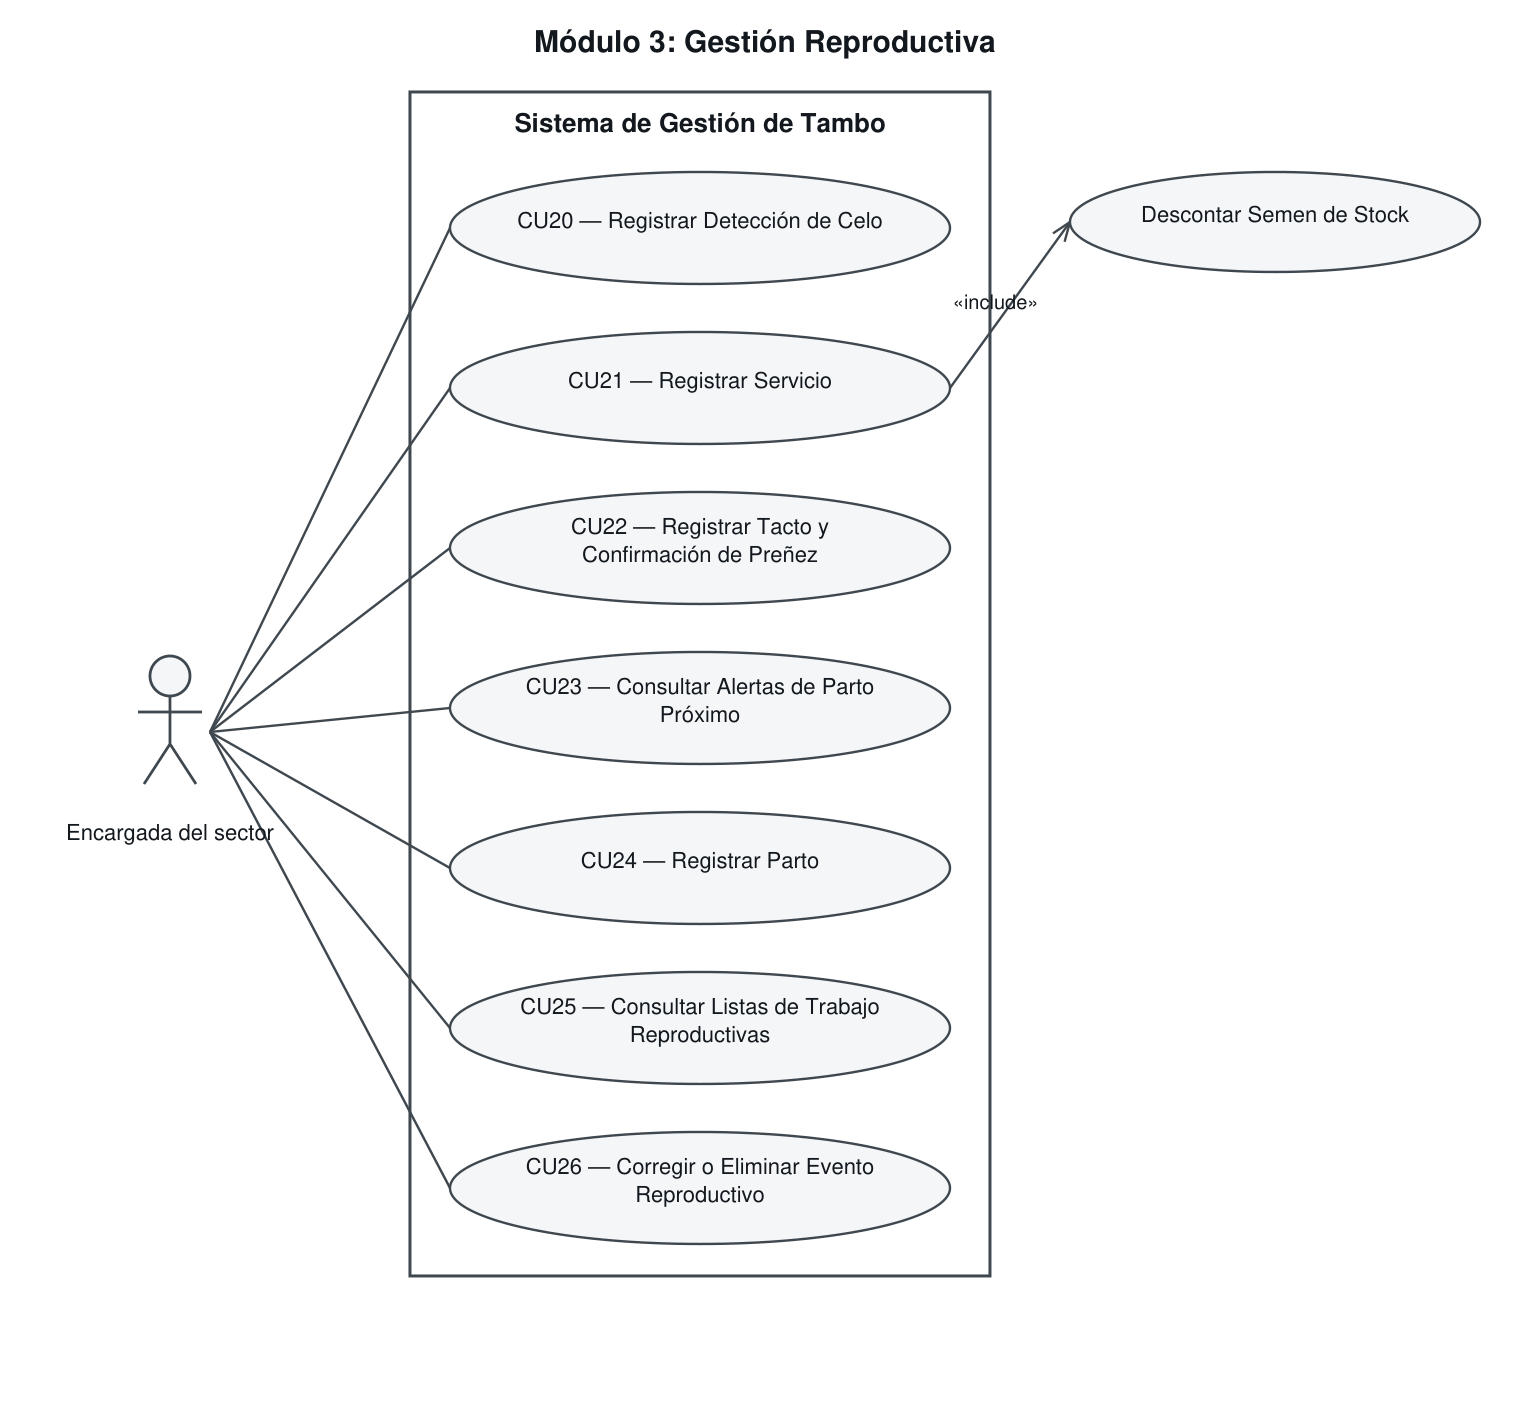 Módulo 3: Gestión Reproductiva
Sistema de Gestión de Tambo
CU20 — Registrar Detección de Celo
Descontar Semen de Stock
«include»
CU21 — Registrar Servicio
CU22 — Registrar Tacto y
Confirmación de Preñez
CU23 — Consultar Alertas de Parto
Próximo
Encargada del sector
CU24 — Registrar Parto
CU25 — Consultar Listas de Trabajo
Reproductivas
CU26 — Corregir o Eliminar Evento
Reproductivo